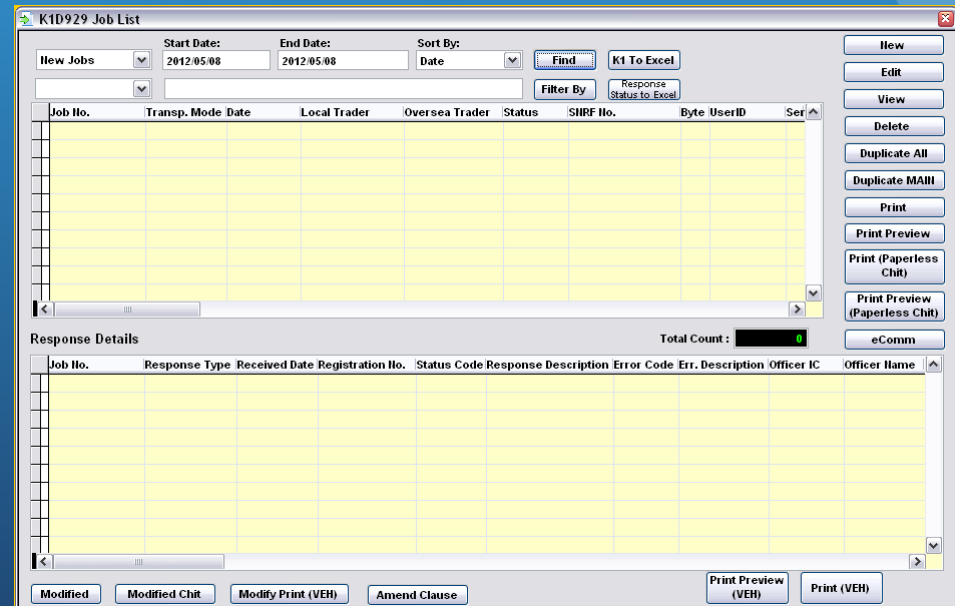 K1D929 Job List
Start Date: End Date: Sort By:
New Jobs 2012/05/08 2012/05/08 Date Find K1 To Excel
Filter By Response Status to Excel
Job No. Transp. Mode Date Local Trader Oversea Trader Status SNRF No. Byte UserID Ser
New
Edit
View
Delete
Duplicate All
Duplicate MAIN
Print
Print Preview
Print (Paperless
Chit)
Print Preview
(Paperless Chit)
eComm
Response Details Total Count : 0
Job No. Response Type Received Date Registration No. Status Code Response Description Error Code Err. Description Officer IC Officer Name
Modified Modified Chit Modify Print (VEH) Amend Clause Print Preview (VEH) Print (VEH)